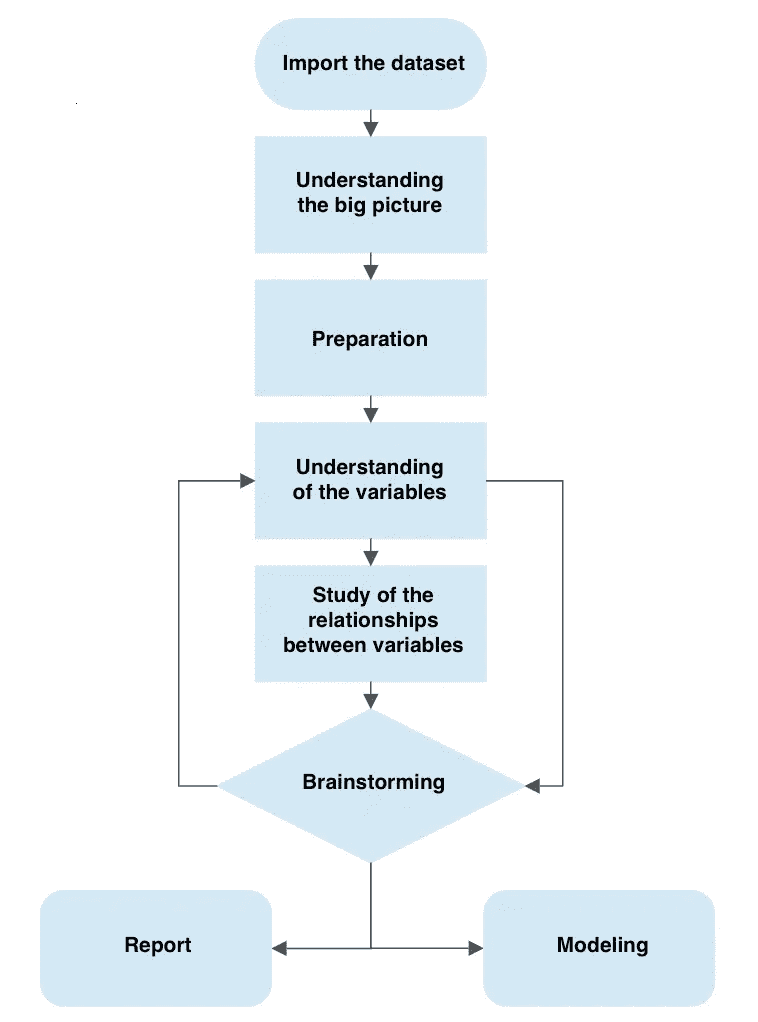 Import the dataset
Understanding
the big picture
Preparation
Understanding
of the variables
Study of the
relationships
between variables
Brainstorming
Report
Modeling